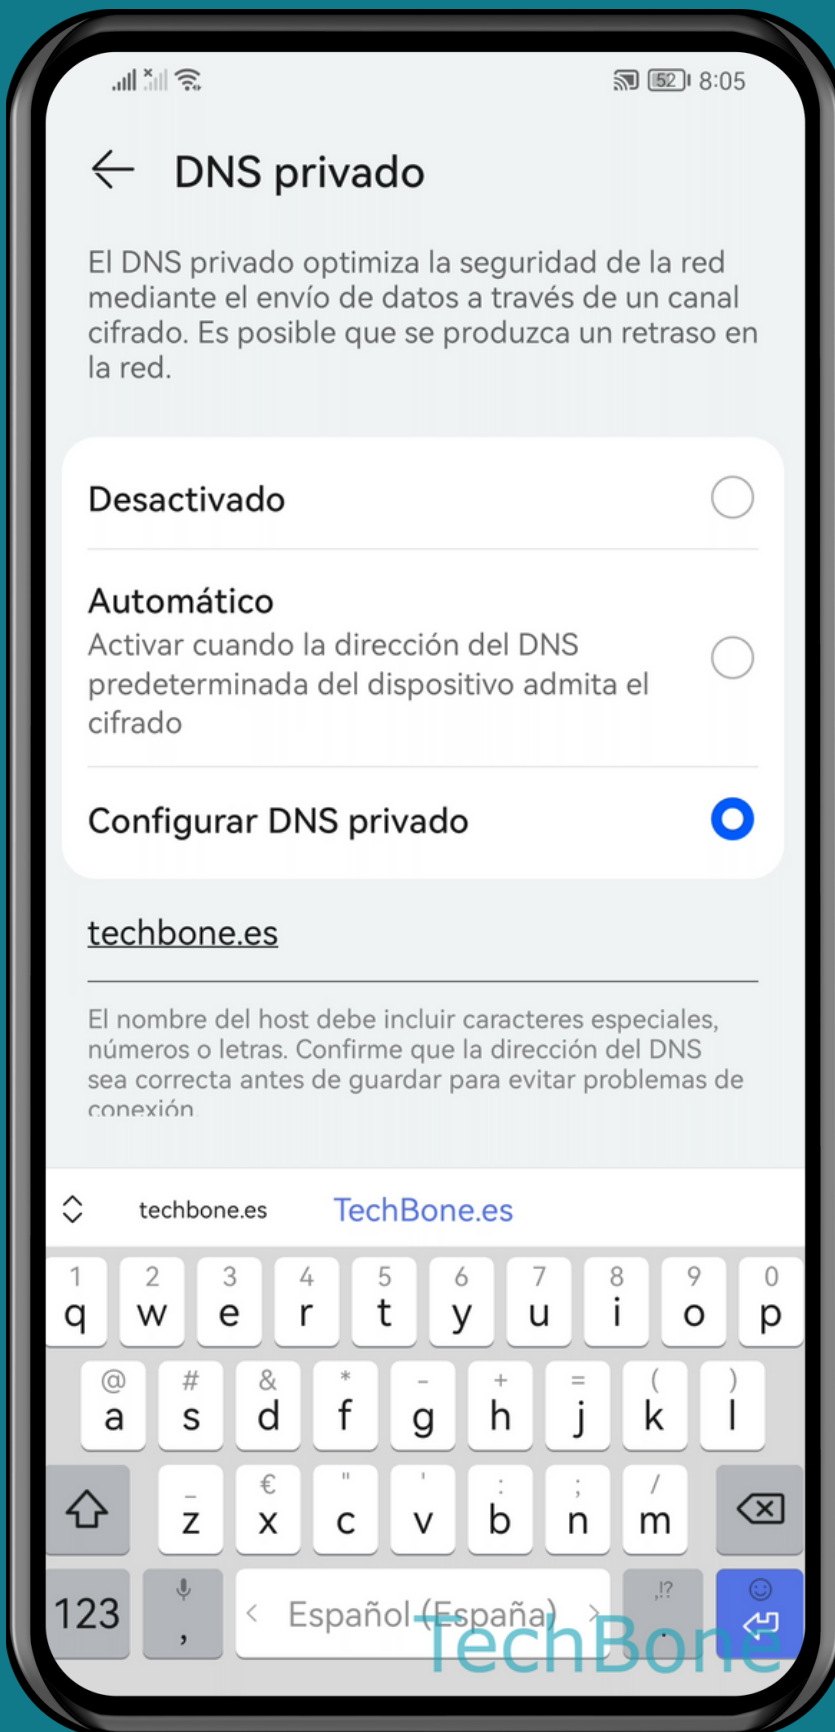 52 8:05
DNS privado
El DNS privado optimiza la seguridad de la red
mediante el envío de datos a través de un canal
cifrado. Es posible que se produzca un retraso en
la red.
Desactivado
Automático
Activar cuando la dirección del DNS
predeterminada del dispositivo admita el
cifrado
Configurar DNS privado
techbone.es
El nombre del host debe incluir caracteres especiales,
números o letras. Confirme que la dirección del DNS
sea correcta antes de guardar para evitar problemas de
conexión.
techbone.es TechBone.es
1 2 3 4 5 6 7 8 9 0
q w e r t y u i o p
@ # & * - + = ( )
a s d f g h j k l
_ € " ' : ; /
z x c v b n m
123 , < Español (España) > ,!? .
TechBone